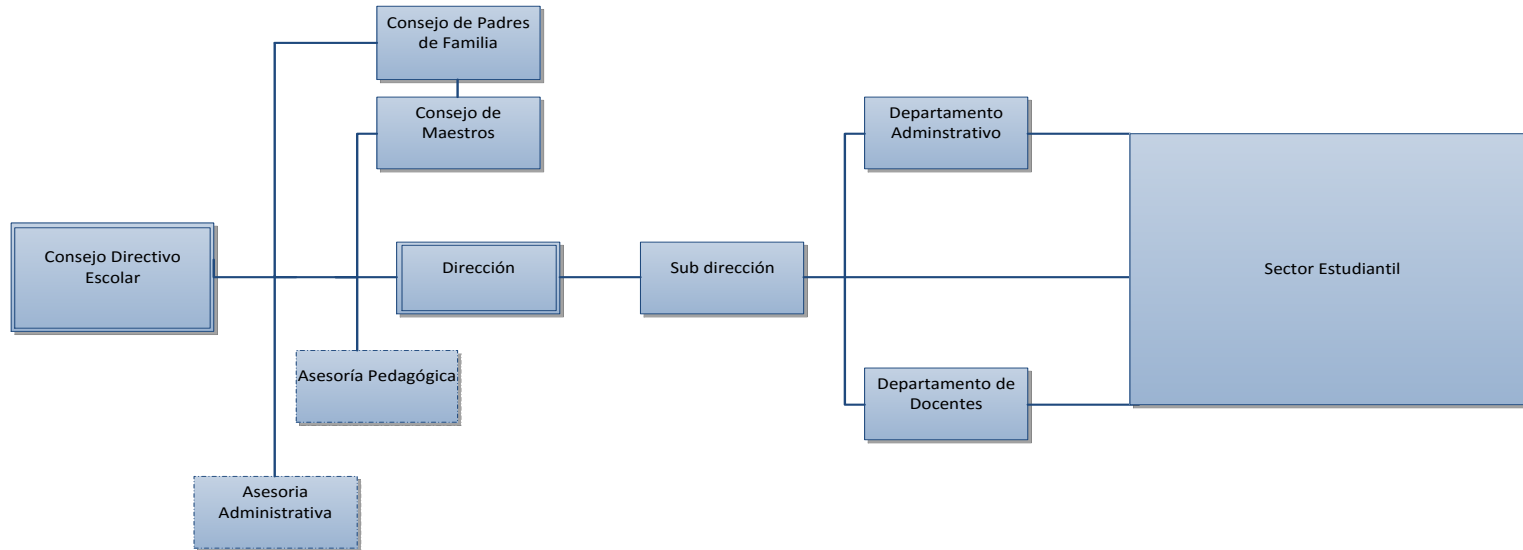 Consejo de Padres
de Familia
Consejo de
Maestros
Departamento
Adminstrativo
Consejo Directivo
Escolar
Dirección
Sub dirección
Sector Estudiantil
Asesoría Pedagógica
Departamento de
Docentes
Asesoria
Administrativa